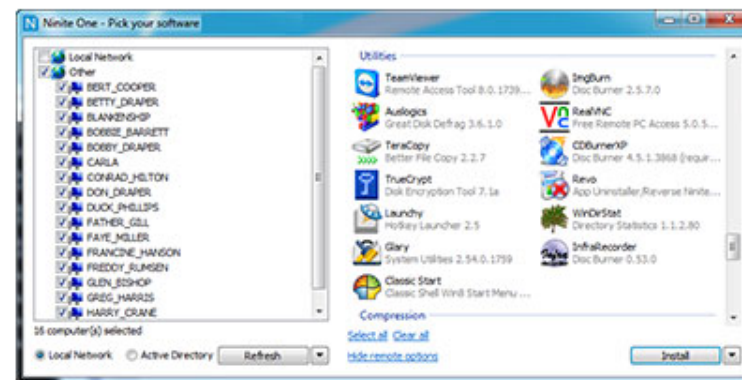 Ninite One - Pick your software
Local Network
Other
BERT_COOPER
BETTY_DRAPER
BLANKENSHIP
BOBBIE_BARRETT
BOBBY_DRAPER
CARLA
CONRAD_HILTON
DON_DRAPER
DUCK_PHILLIPS
FATHER_GILL
FAYE_MILLER
FRANCINE_HANSON
FREDDY_RUMSEN
GLEN_BISHOP
GREG_HARRIS
HARRY_CRANE
16 computer(s) selected
Local Network
Active Directory
Refresh
Utilities
TeamViewer
Remote Access Tool 8.0.1739...
ImgBurn
Disc Burner 2.5.7.0
Auslogics
Great Disk Defrag 3.6.1.0
RealVNC
Free Remote PC Access 5.0.5...
TeraCopy
Better File Copy 2.2.7
CDBurnerXP
Disc Burner 4.5.1.3868 (requir...
TrueCrypt
Disk Encryption Tool 7.1a
Revo
App Uninstaller/Reverse Ninite...
Launchy
Hotkey Launcher 2.5
WinDirStat
Directory Statistics 1.1.2.80
Glary
System Utilities 2.54.0.1759
InfraRecorder
Disc Burner 0.53.0
Classic Start
Classic Shell Win8 Start Menu ...
Compression
Select all Clear all
Hide remote options
Install